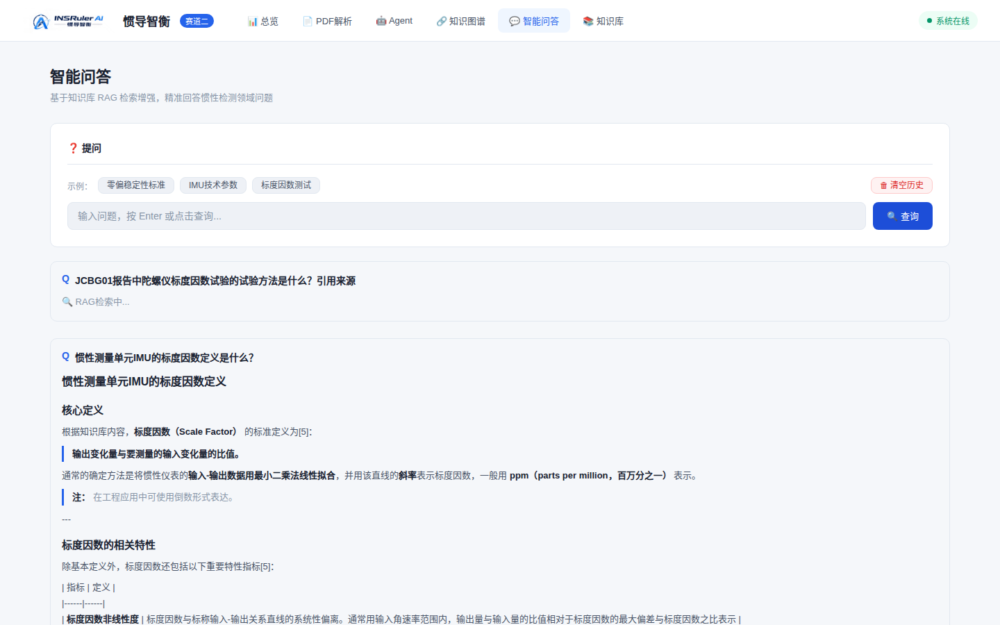 INSRuler AI
惯导智衡
惯导智衡
赛道二
总览
PDF解析
Agent
知识图谱
智能问答
知识库
系统在线
智能问答
基于知识库 RAG 检索增强，精准回答惯性检测领域问题
❓ 提问
示例：
零偏稳定性标准
IMU技术参数
标度因数测试
清空历史
输入问题，按 Enter 或点击查询...
查询
Q JCBG01报告中陀螺仪标度因数试验的试验方法是什么？引用来源
RAG检索中...
Q 惯性测量单元IMU的标度因数定义是什么？
惯性测量单元IMU的标度因数定义
核心定义
根据知识库内容，标度因数（Scale Factor） 的标准定义为[5]：
输出变化量与要测量的输入变化量的比值。
通常的确定方法是将惯性仪表的输入-输出数据用最小二乘法线性拟合，并用该直线的斜率表示标度因数，一般用 ppm（parts per million，百万分之一） 表示。
注： 在工程应用中可使用倒数形式表达。
---
标度因数的相关特性
除基本定义外，标度因数还包括以下重要特性指标[5]：
| 指标 | 定义 |
|------|------|
| 标度因数非线性度 | 标度因数与标称输入-输出关系直线的系统性偏离。通常用输入角速率范围内，输出量与输入量的比值相对于标度因数的最大偏差与标度因数之比表示 |